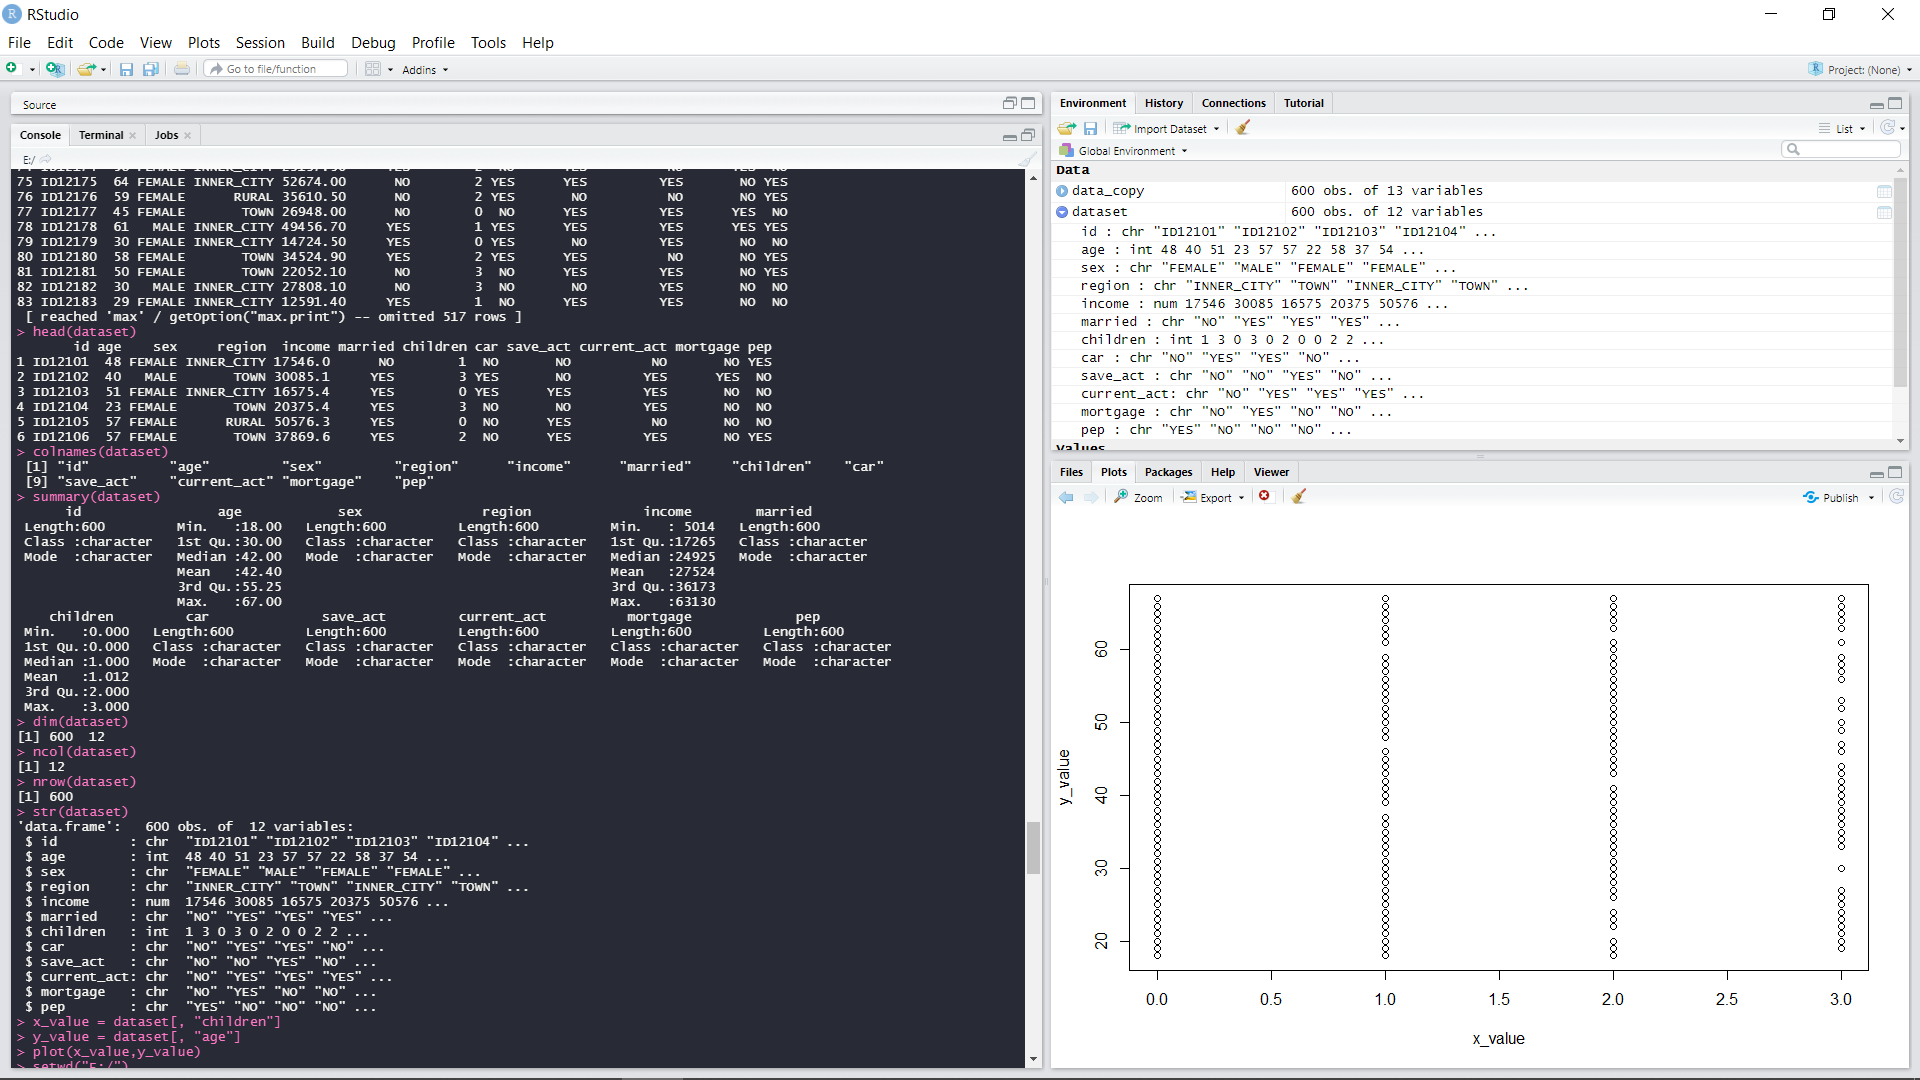 RStudio
File Edit Code View Plots Session Build Debug Profile Tools Help
Go to file/function Addins Project: (None)
Source
Console Terminal Jobs
E:/
75 ID12175 64 FEMALE INNER_CITY 52674.00 NO 2 YES YES YES NO YES
76 ID12176 59 FEMALE RURAL 35610.50 NO 2 YES NO NO NO YES
77 ID12177 45 FEMALE TOWN 26948.00 NO 0 NO YES YES YES NO
78 ID12178 61 MALE INNER_CITY 49456.70 YES 1 YES YES YES YES YES
79 ID12179 30 FEMALE INNER_CITY 14724.50 YES 0 YES NO YES NO NO
80 ID12180 58 FEMALE TOWN 34524.90 YES 2 YES YES NO NO YES
81 ID12181 50 FEMALE TOWN 22052.10 NO 3 NO YES YES NO YES
82 ID12182 30 MALE INNER_CITY 27808.10 NO 3 NO NO YES NO NO
83 ID12183 29 FEMALE INNER_CITY 12591.40 YES 1 NO YES YES NO NO
[ reached 'max' / getOption("max.print") -- omitted 517 rows ]
> head(dataset)
id age sex region income married children car save_act current_act mortgage pep
1 ID12101 48 FEMALE INNER_CITY 17546.0 NO 1 NO NO NO NO YES
2 ID12102 40 MALE TOWN 30085.1 YES 3 YES NO YES YES NO
3 ID12103 51 FEMALE INNER_CITY 16575.4 YES 0 YES YES YES NO NO
4 ID12104 23 FEMALE TOWN 20375.4 YES 3 NO NO YES NO NO
5 ID12105 57 FEMALE RURAL 50576.3 YES 0 NO YES NO NO NO
6 ID12106 57 FEMALE TOWN 37869.6 YES 2 NO YES YES NO YES
> colnames(dataset)
[1] "id" "age" "sex" "region" "income" "married" "children" "car"
[9] "save_act" "current_act" "mortgage" "pep"
> summary(dataset)
id age sex region income married
Length:600 Min. :18.00 Length:600 Length:600 Min. : 5014 Length:600
Class :character 1st Qu.:30.00 Class :character Class :character 1st Qu.:17265 Class :character
Mode :character Median :42.00 Mode :character Mode :character Median :24925 Mode :character
Mean :42.40 Mean :27524
3rd Qu.:55.25 3rd Qu.:36173
Max. :67.00 Max. :63130
children car save_act current_act mortgage pep
Min. :0.000 Length:600 Length:600 Length:600 Length:600 Length:600
1st Qu.:0.000 Class :character Class :character Class :character Class :character Class :character
Median :1.000 Mode :character Mode :character Mode :character Mode :character Mode :character
Mean :1.012
3rd Qu.:2.000
Max. :3.000
> dim(dataset)
[1] 600 12
> ncol(dataset)
[1] 12
> nrow(dataset)
[1] 600
> str(dataset)
'data.frame': 600 obs. of 12 variables:
$ id : chr "ID12101" "ID12102" "ID12103" "ID12104" ...
$ age : int 48 40 51 23 57 57 22 58 37 54 ...
$ sex : chr "FEMALE" "MALE" "FEMALE" "FEMALE" ...
$ region : chr "INNER_CITY" "TOWN" "INNER_CITY" "TOWN" ...
$ income : num 17546 30085 16575 20375 50576 ...
$ married : chr "NO" "YES" "YES" "YES" ...
$ children : int 1 3 0 3 0 2 0 0 2 2 ...
$ car : chr "NO" "YES" "YES" "NO" ...
$ save_act : chr "NO" "NO" "YES" "NO" ...
$ current_act: chr "NO" "YES" "YES" "YES" ...
$ mortgage : chr "NO" "YES" "NO" "NO" ...
$ pep : chr "YES" "NO" "NO" "NO" ...
> x_value = dataset[, "children"]
> y_value = dataset[, "age"]
> plot(x_value,y_value)
> setwd("E:/")
Environment History Connections Tutorial
Import Dataset List
Global Environment
Data
data_copy 600 obs. of 13 variables
dataset 600 obs. of 12 variables
id : chr "ID12101" "ID12102" "ID12103" "ID12104" ...
age : int 48 40 51 23 57 57 22 58 37 54 ...
sex : chr "FEMALE" "MALE" "FEMALE" "FEMALE" ...
region : chr "INNER_CITY" "TOWN" "INNER_CITY" "TOWN" ...
income : num 17546 30085 16575 20375 50576 ...
married : chr "NO" "YES" "YES" "YES" ...
children : int 1 3 0 3 0 2 0 0 2 2 ...
car : chr "NO" "YES" "YES" "NO" ...
save_act : chr "NO" "NO" "YES" "NO" ...
current_act: chr "NO" "YES" "YES" "YES" ...
mortgage : chr "NO" "YES" "NO" "NO" ...
pep : chr "YES" "NO" "NO" "NO" ...
Values
Files Plots Packages Help Viewer
Zoom Export Publish
y_value
60
50
40
30
20
0.0 0.5 1.0 1.5 2.0 2.5 3.0
x_value